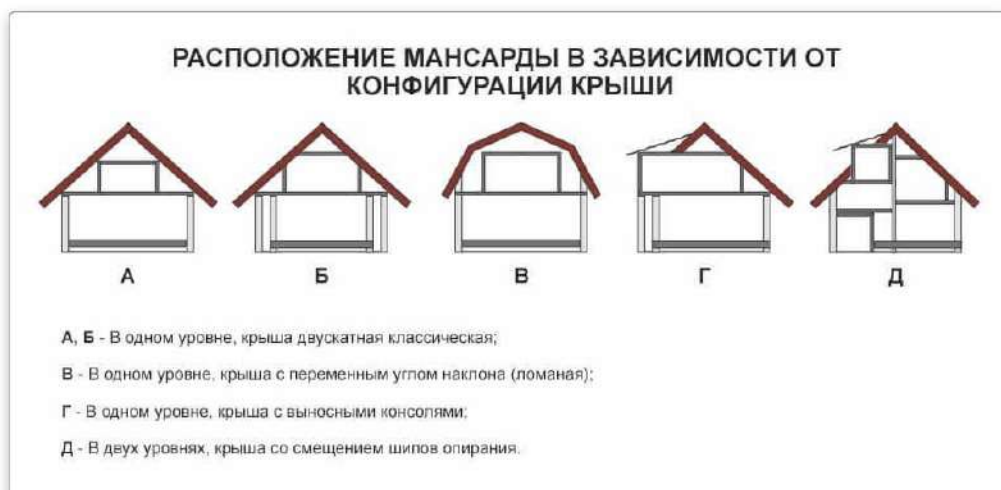 РАСПОЛОЖЕНИЕ МАНСАРДЫ В ЗАВИСИМОСТИ ОТ
КОНФИГУРАЦИИ КРЫШИ
А Б В Г Д
А, Б - В одном уровне, крыша двускатная классическая;
В - В одном уровне, крыша с переменным углом наклона (ломаная);
Г - В одном уровне, крыша с выносными консолями;
Д - В двух уровнях, крыша со смещением шипов опирания.